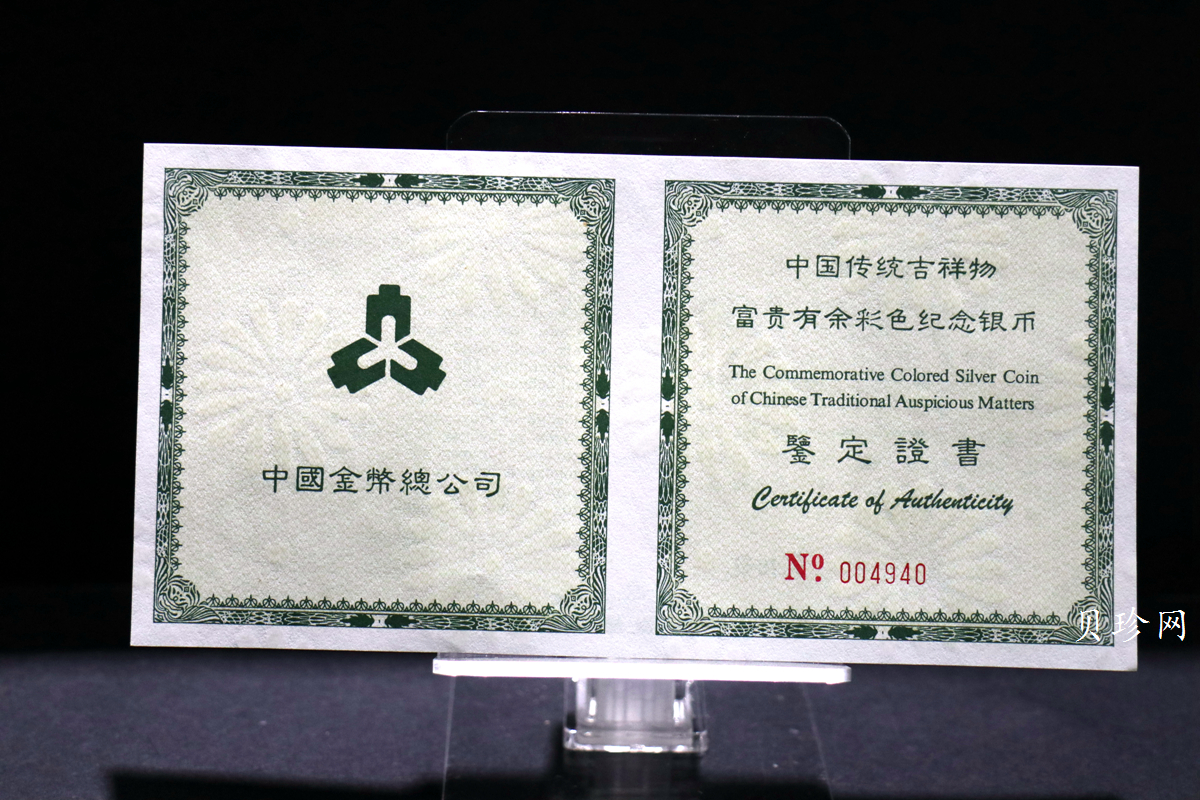 中國金幣總公司
中国传统吉祥物
富贵有余彩色纪念银币
The Commemorative Colored Silver Coin
of Chinese Traditional Auspicious Matters
鑒定證書
Certificate of Authenticity
Nº. 004940
贝珍网